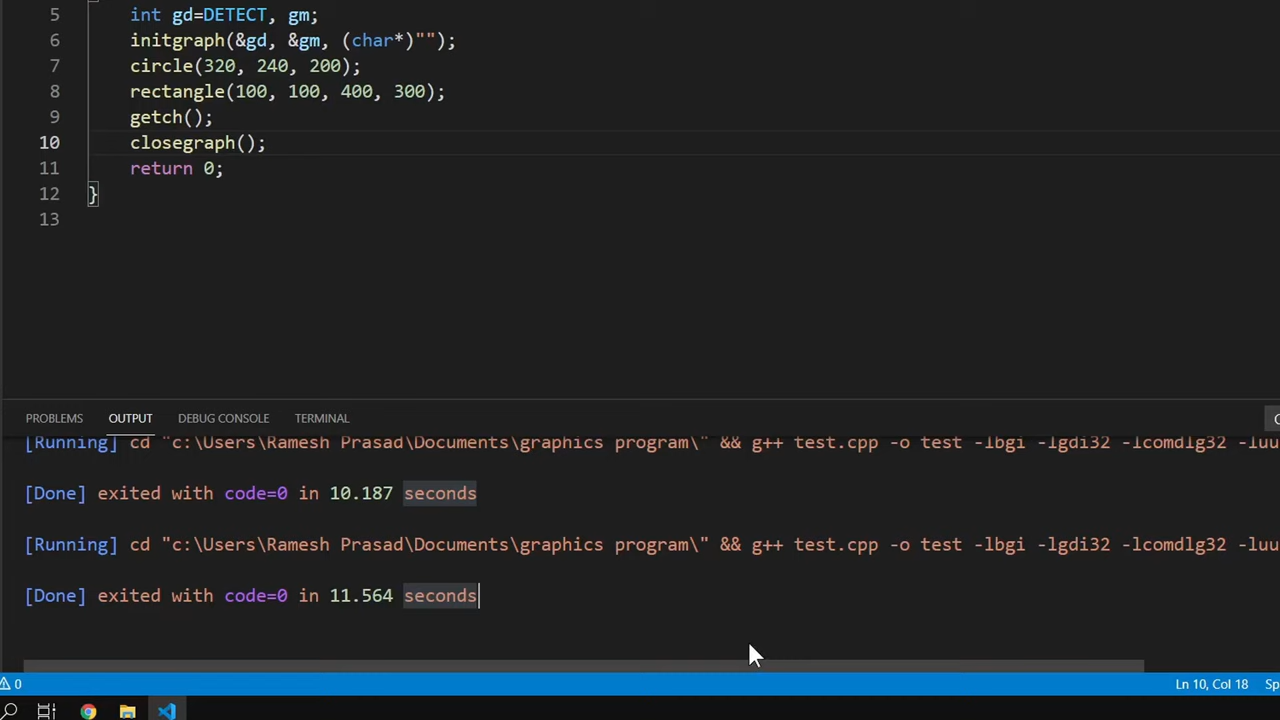 5 int gd=DETECT, gm;
6 initgraph(&gd, &gm, (char*)"");
7 circle(320, 240, 200);
8 rectangle(100, 100, 400, 300);
9 getch();
10 closegraph();
11 return 0;
12 }
13
PROBLEMS OUTPUT DEBUG CONSOLE TERMINAL
[Running] cd "c:\Users\Ramesh Prasad\Documents\graphics program\" && g++ test.cpp -o test -lbgi -lgdi32 -lcomdlg32 -luu
[Done] exited with code=0 in 10.187 seconds
[Running] cd "c:\Users\Ramesh Prasad\Documents\graphics program\" && g++ test.cpp -o test -lbgi -lgdi32 -lcomdlg32 -luu
[Done] exited with code=0 in 11.564 seconds
0 Ln 10, Col 18 Sp